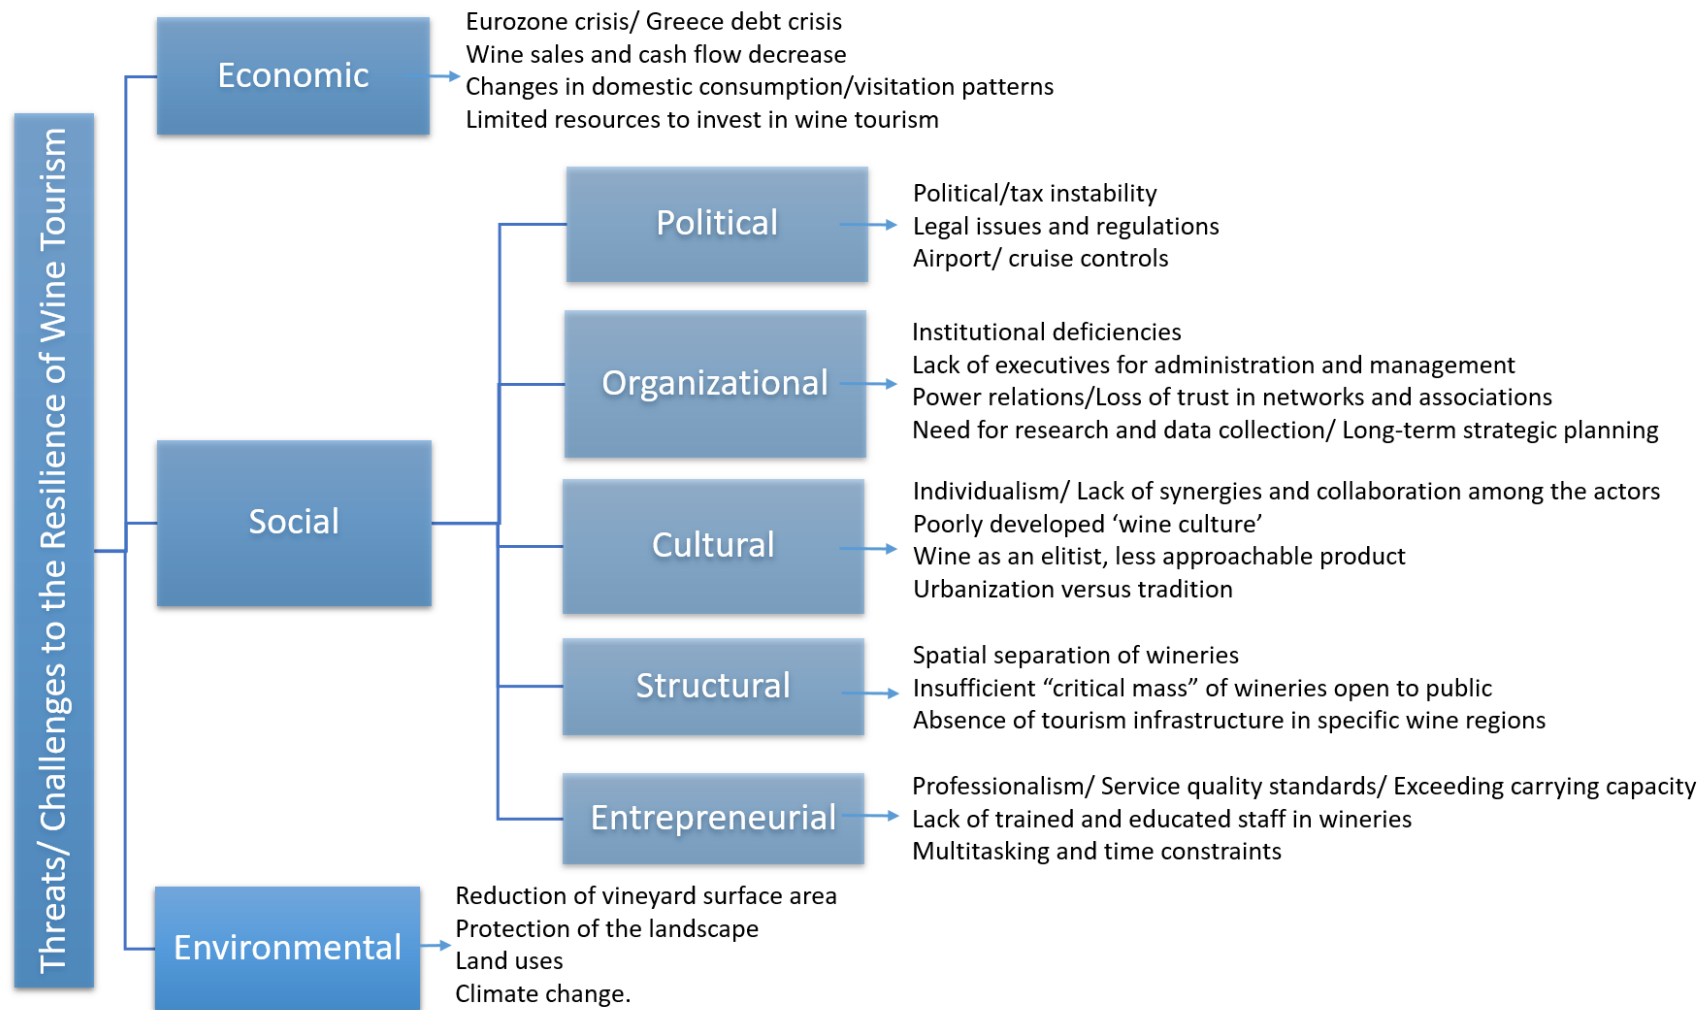 Threats/ Challenges to the Resilience of Wine Tourism
Economic
Eurozone crisis/ Greece debt crisis
Wine sales and cash flow decrease
Changes in domestic consumption/visitation patterns
Limited resources to invest in wine tourism
Social
Political
Political/tax instability
Legal issues and regulations
Airport/ cruise controls
Organizational
Institutional deficiencies
Lack of executives for administration and management
Power relations/Loss of trust in networks and associations
Need for research and data collection/ Long-term strategic planning
Cultural
Individualism/ Lack of synergies and collaboration among the actors
Poorly developed ‘wine culture’
Wine as an elitist, less approachable product
Urbanization versus tradition
Structural
Spatial separation of wineries
Insufficient “critical mass” of wineries open to public
Absence of tourism infrastructure in specific wine regions
Entrepreneurial
Professionalism/ Service quality standards/ Exceeding carrying capacity
Lack of trained and educated staff in wineries
Multitasking and time constraints
Environmental
Reduction of vineyard surface area
Protection of the landscape
Land uses
Climate change.